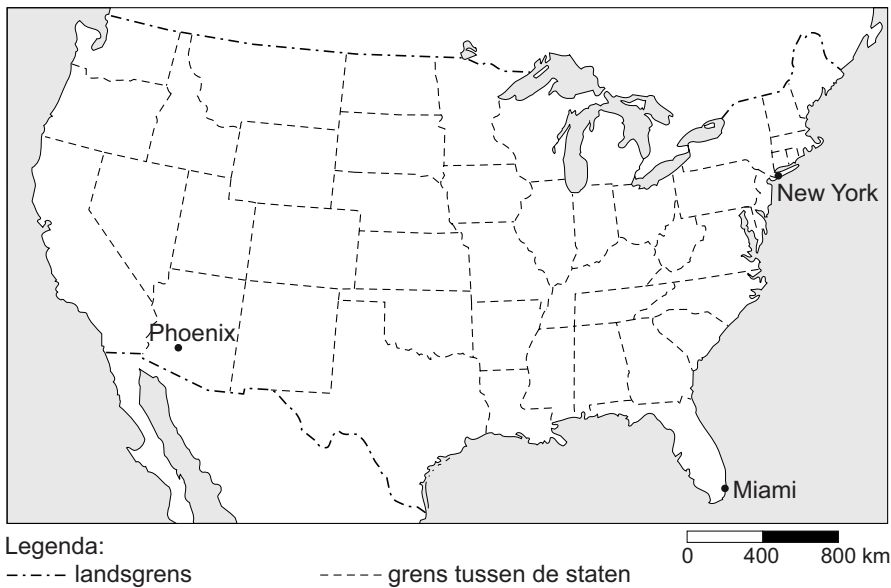 New York
Phoenix
Miami
Legenda:
landsgrens
grens tussen de staten
0 400 800 km